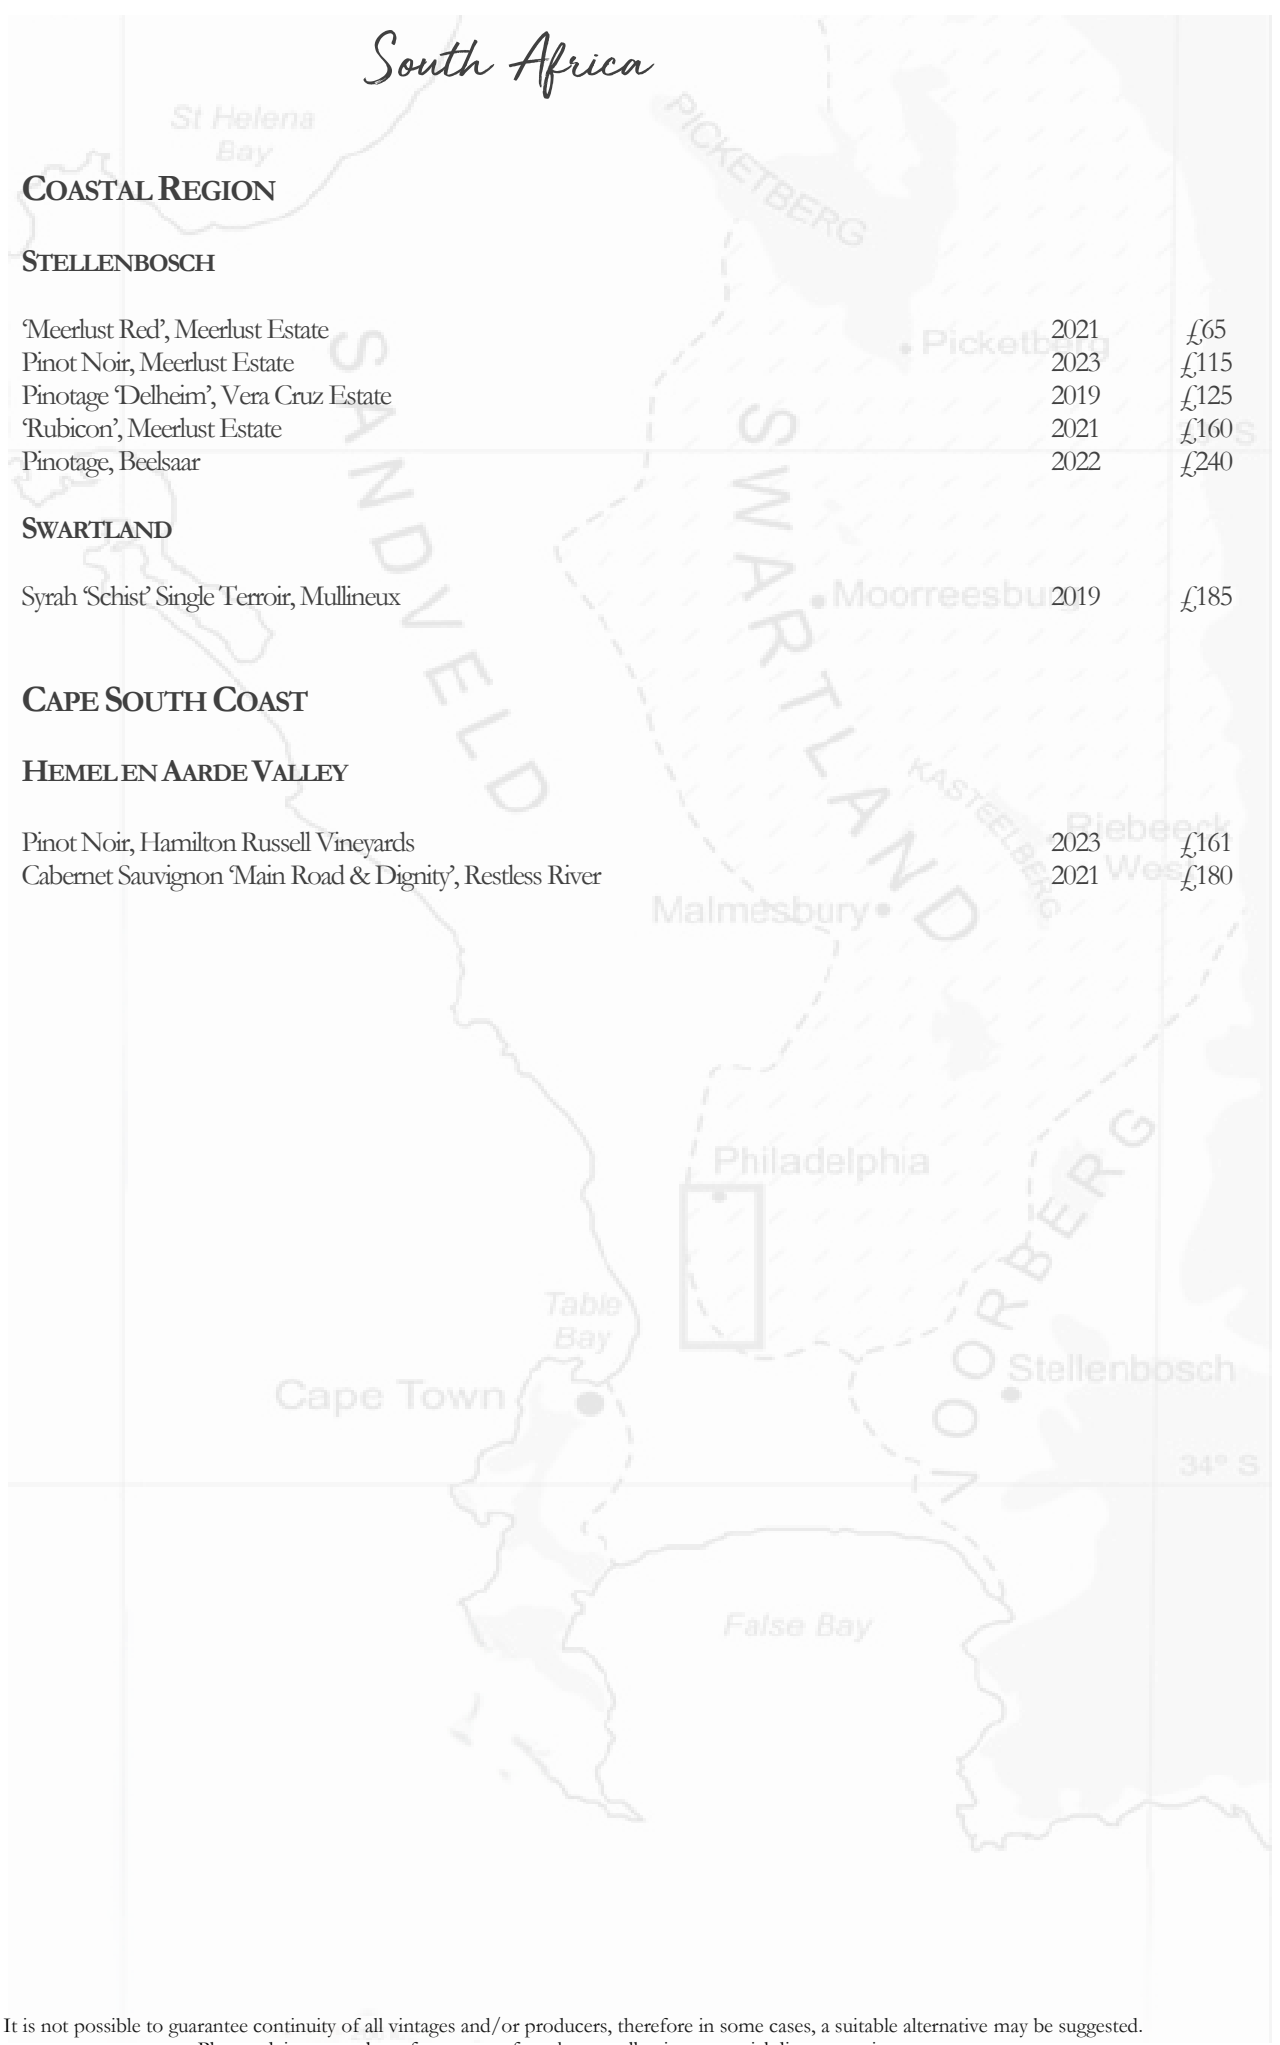 South Africa
St Helena
Bay
PICKETBERG
COASTAL REGION
STELLENBOSCH
‘Meerlust Red’, Meerlust Estate 2021 £65
Pinot Noir, Meerlust Estate 2023 £115
Pinotage ‘Delheim’, Vera Cruz Estate 2019 £125
‘Rubicon’, Meerlust Estate 2021 £160
Pinotage, Beelsaar 2022 £240
Picketberg
SANDVELD
SWARTLAND
SWARTLAND
Syrah ‘Schist’ Single Terroir, Mullineux 2019 £185
Moorreesburg
CAPE SOUTH COAST
HEMEL EN AARDE VALLEY
KASTEELBERG
Pinot Noir, Hamilton Russell Vineyards 2023 £161
Cabernet Sauvignon ‘Main Road & Dignity’, Restless River 2021 £180
Riebeeck
West
Malmesbury
Philadelphia
VOORBERG
Table
Bay
Stellenbosch
Cape Town
34° S
False Bay
It is not possible to guarantee continuity of all vintages and/or producers, therefore in some cases, a suitable alternative may be suggested.